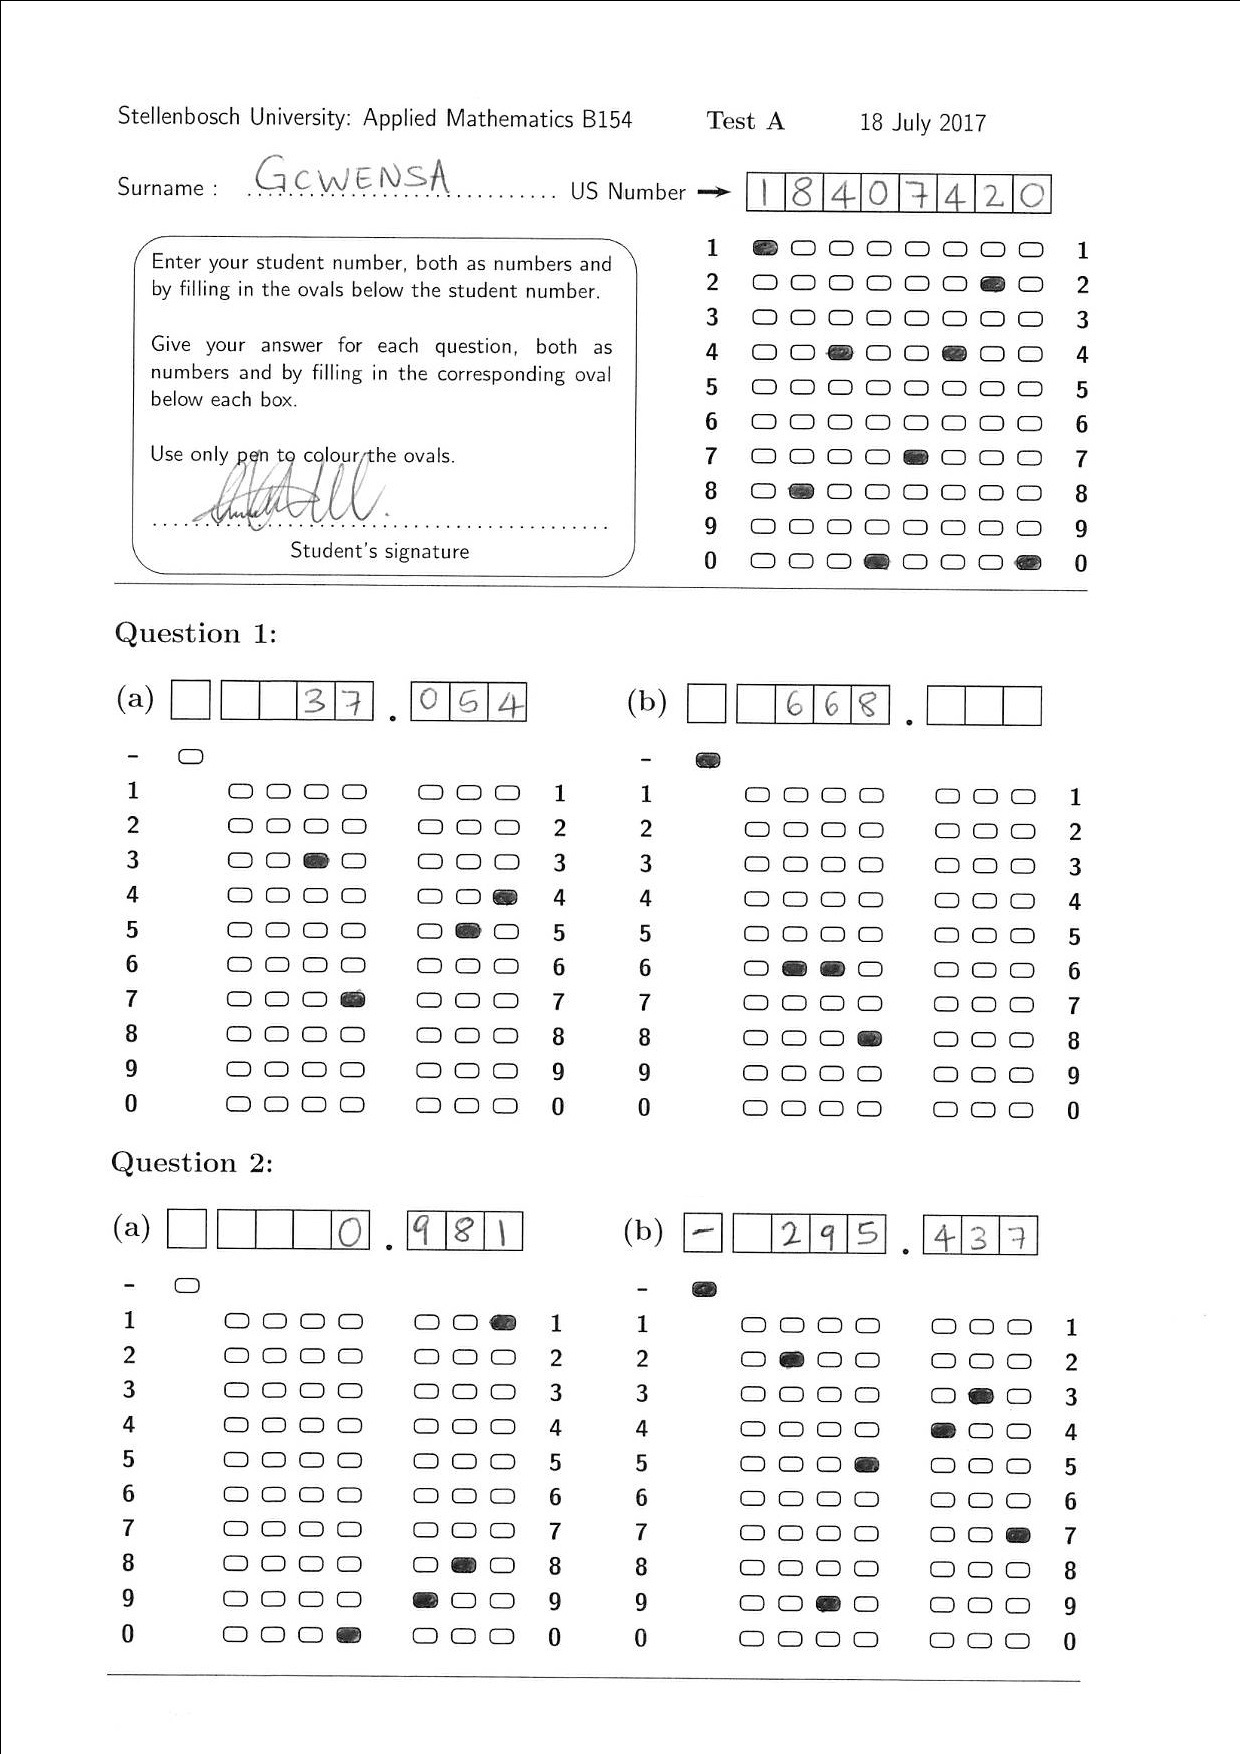 Stellenbosch University: Applied Mathematics B154 Test A 18 July 2017
Surname : GCWENSA US Number → 1 8 4 0 7 4 2 0
Enter your student number, both as numbers and
by filling in the ovals below the student number.
Give your answer for each question, both as
numbers and by filling in the corresponding oval
below each box.
Use only pen to colour the ovals.
Student's signature
1 1
2 2
3 3
4 4
5 5
6 6
7 7
8 8
9 9
0 0
Question 1:
(a) 3 7 . 0 5 4 (b) 6 6 8 .
- -
1 1 1 1
2 2 2 2
3 3 3 3
4 4 4 4
5 5 5 5
6 6 6 6
7 7 7 7
8 8 8 8
9 9 9 9
0 0 0 0
Question 2:
(a) 0 . 9 8 1 (b) - 2 9 5 . 4 3 7
- -
1 1 1 1
2 2 2 2
3 3 3 3
4 4 4 4
5 5 5 5
6 6 6 6
7 7 7 7
8 8 8 8
9 9 9 9
0 0 0 0